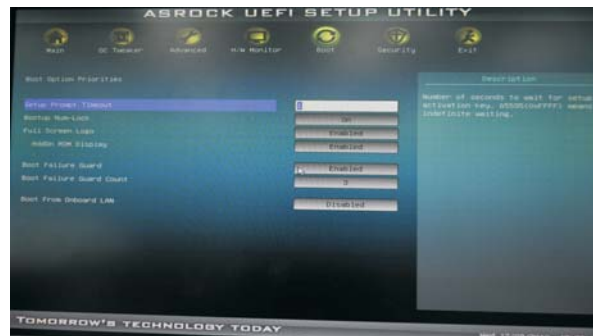 ASROCK UEFI SETUP UTILITY
Main OC Tweaker Advanced H/W Monitor Boot Security Exit
Boot Option Priorities
Description
Setup Prompt Timeout
Number of seconds to wait for setup
activation key. 65535(0xFFFF) means
indefinite waiting.
Bootup Num-Lock On
Full Screen Logo Enabled
AddOn ROM Display Enabled
Boot Failure Guard Enabled
Boot Failure Guard Count 3
Boot From Onboard LAN Disabled
TOMORROW'S TECHNOLOGY TODAY